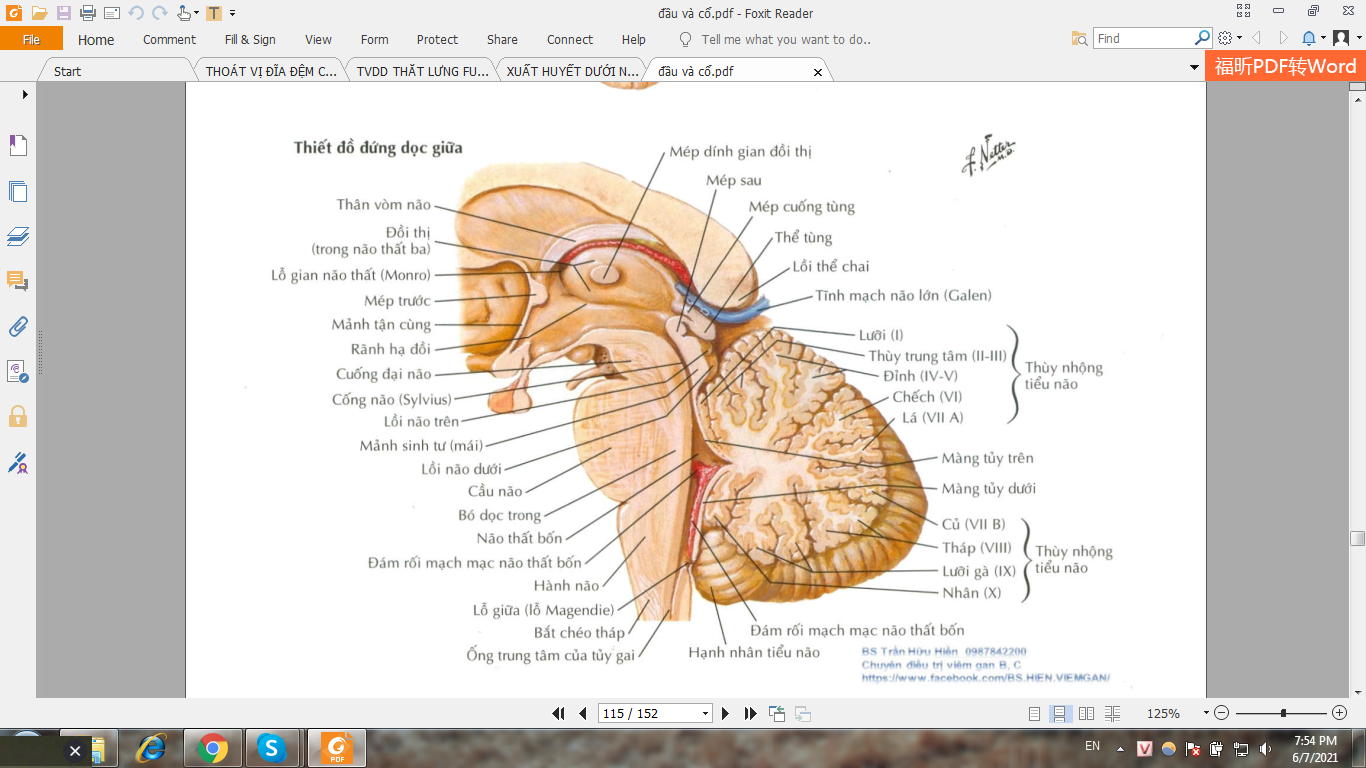 đầu và cổ.pdf - Foxit Reader
File Home Comment Fill & Sign View Form Protect Share Connect Help Tell me what you want to do.. Find
Start THOÁT VỊ ĐĨA ĐỆM C... TVDD THẮT LƯNG FU... XUẤT HUYẾT DƯỚI N... đầu và cổ.pdf
福昕PDF转Word
Thiết đồ đứng dọc giữa
F. Netter M.D.
Mép dính gian đồi thị
Mép sau
Mép cuống tùng
Thể tùng
Lồi thể chai
Tĩnh mạch não lớn (Galen)
Thân vòm não
Đồi thị
(trong não thất ba)
Lỗ gian não thất (Monro)
Mép trước
Mảnh tận cùng
Rãnh hạ đồi
Cuống đại não
Cống não (Sylvius)
Lồi não trên
Mảnh sinh tư (mái)
Lồi não dưới
Cầu não
Bó dọc trong
Não thất bốn
Đám rối mạch mạc não thất bốn
Hành não
Lỗ giữa (lỗ Magendie)
Bắt chéo tháp
Ống trung tâm của tủy gai
Lưỡi (I)
Thùy trung tâm (II-III)
Đỉnh (IV-V)
Chếch (VI)
Lá (VII A)
Thùy nhộng
tiểu não
Màng tủy trên
Màng tủy dưới
Củ (VII B)
Tháp (VIII)
Lưỡi gà (IX)
Nhân (X)
Thùy nhộng
tiểu não
Đám rối mạch mạc não thất bốn
Hạnh nhân tiểu não
BS Trần Hữu Hiền 0987842200
Chuyên điều trị viêm gan B, C
https://www.facebook.com/BS.HIEN.VIEMGAN/
115 / 152
125%
EN
7:54 PM
6/7/2021